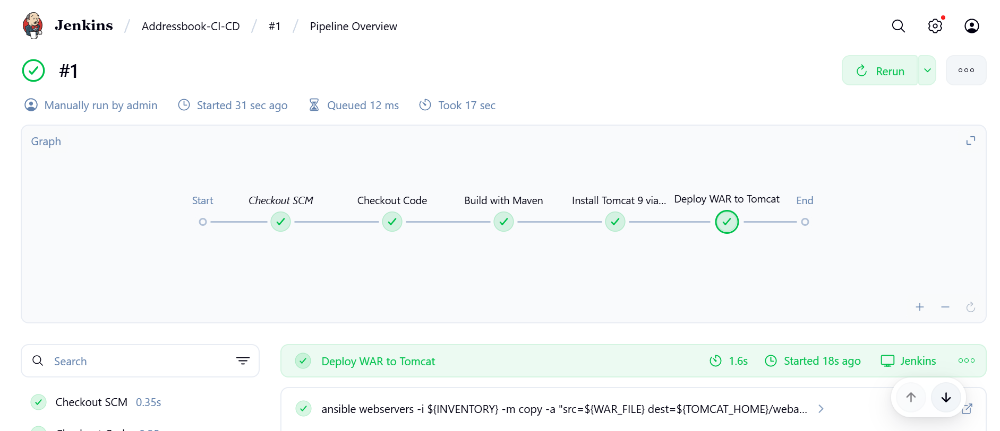 Jenkins / Addressbook-CI-CD / #1 / Pipeline Overview
#1
Rerun
Manually run by admin Started 31 sec ago Queued 12 ms Took 17 sec
Graph
Start Checkout SCM Checkout Code Build with Maven Install Tomcat 9 via... Deploy WAR to Tomcat End
Search
Deploy WAR to Tomcat 1.6s Started 18s ago Jenkins
Checkout SCM 0.35s
ansible webservers -i ${INVENTORY} -m copy -a "src=${WAR_FILE} dest=${TOMCAT_HOME}/weba...